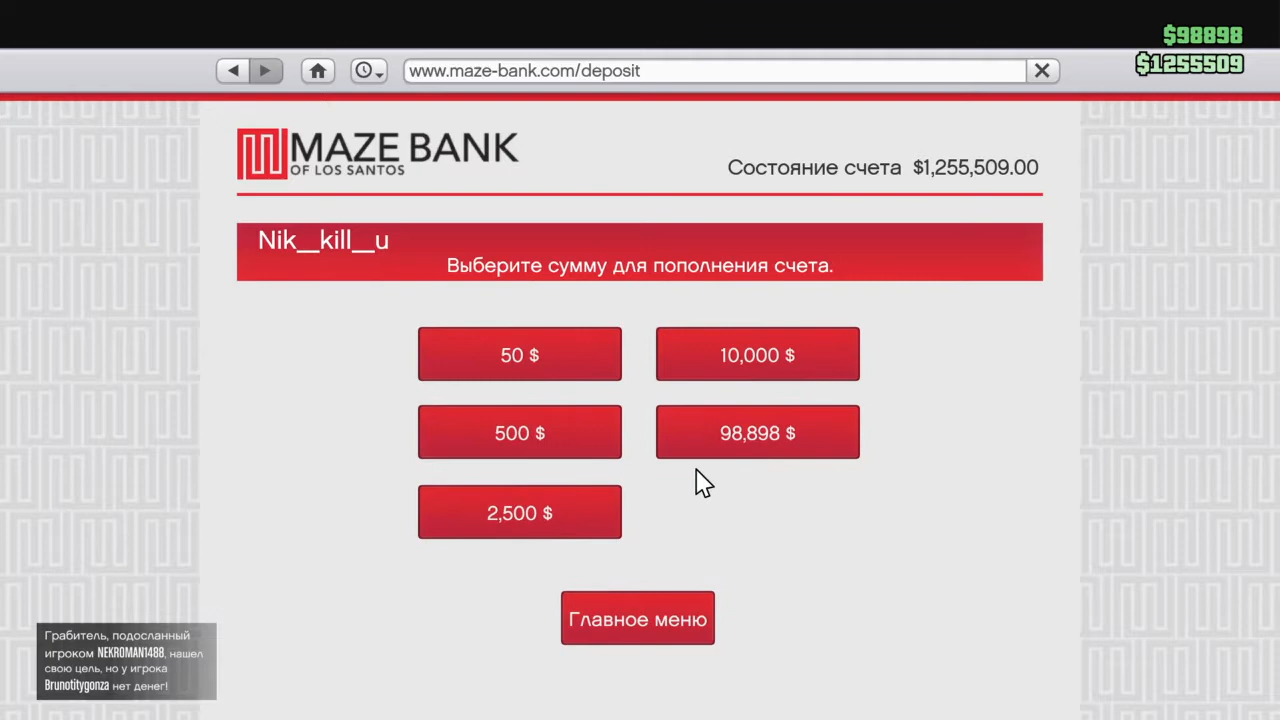 $98898
$1255509
www.maze-bank.com/deposit
MAZE BANK
OF LOS SANTOS
Состояние счета $1,255,509.00
Nik__kill__u
Выберите сумму для пополнения счета.
50 $
10,000 $
500 $
98,898 $
2,500 $
Главное меню
Грабитель, подосланный
игроком NEKROMAN1488, нашел
свою цель, но у игрока
Brunotitygonza нет денег!